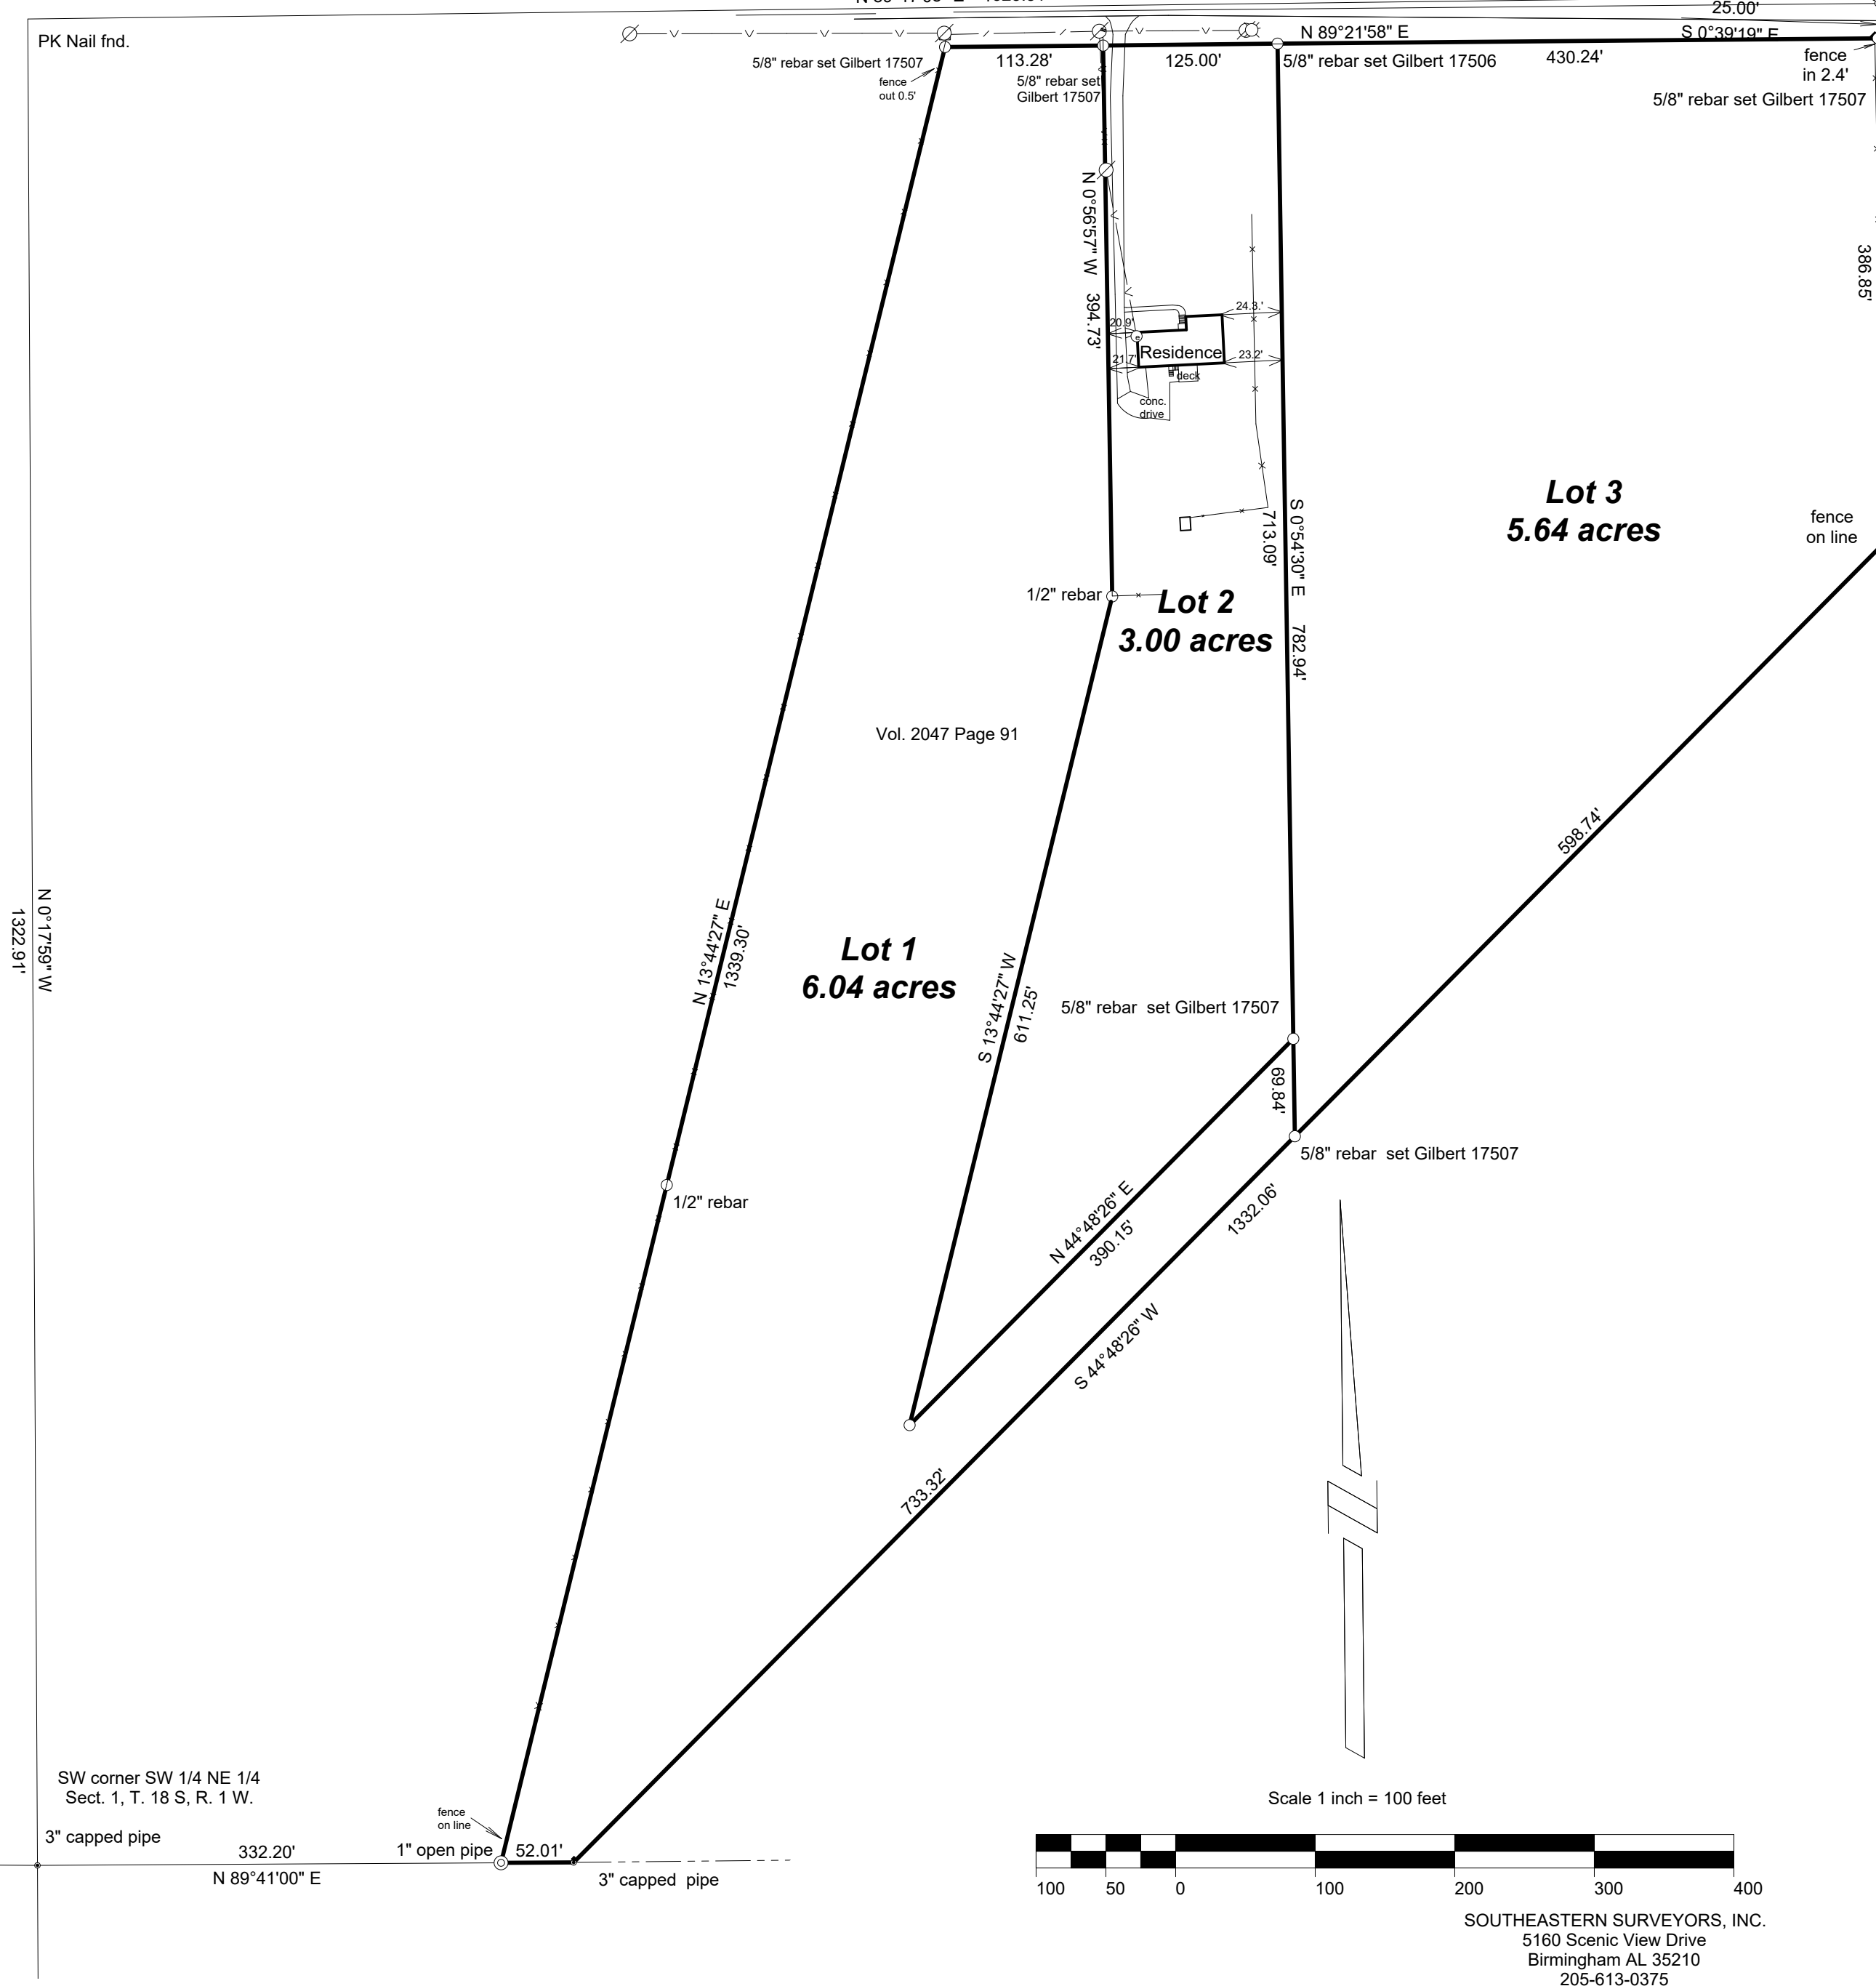 25.00'
PK Nail fnd.
N 89°21'58" E
S 0°39'19" E
5/8" rebar set Gilbert 17507
113.28'
125.00'
5/8" rebar set Gilbert 17506
430.24'
fence
in 2.4'
fence
out 0.5'
5/8" rebar set
Gilbert 17507
5/8" rebar set Gilbert 17507
N 0°56'57" W 394.73'
386.85'
24.3.'
20.9'
e
Residence
21.7'
23.2'
deck
conc.
drive
Lot 3
5.64 acres
713.09'
S 0°54'30" E 782.94'
fence
on line
1/2" rebar
Lot 2
3.00 acres
Vol. 2047 Page 91
598.74'
N 0°17'59" W
1322.91'
N 13°44'27" E
1339.30'
Lot 1
6.04 acres
S 13°44'27" W
611.25'
5/8" rebar set Gilbert 17507
69.84'
5/8" rebar set Gilbert 17507
1/2" rebar
N 44°48'26" E
390.15'
1332.06'
S 44°48'26" W
733.32'
SW corner SW 1/4 NE 1/4
Sect. 1, T. 18 S, R. 1 W.
3" capped pipe
fence
on line
332.20'
1" open pipe
52.01'
N 89°41'00" E
3" capped pipe
Scale 1 inch = 100 feet
100 50 0 100 200 300 400
SOUTHEASTERN SURVEYORS, INC.
5160 Scenic View Drive
Birmingham AL 35210
205-613-0375